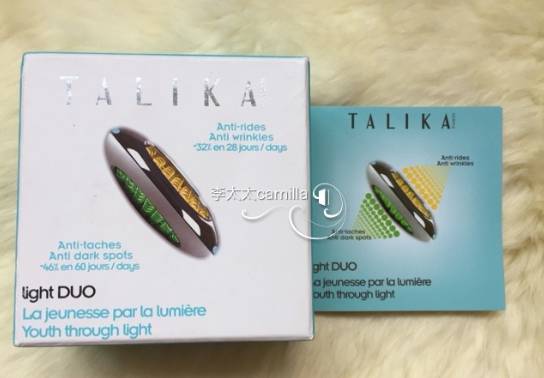 TALIKA
Anti-rides
Anti wrinkles
-32% en 28 jours / days
Anti-taches
Anti dark spots
-46% en 60 jours / days
light DUO
La jeunesse par la lumière
Youth through light
李太太camilla
TALIKA
Anti-rides
Anti wrinkles
Anti-taches
Anti dark spots
light DUO
La jeunesse par la lumière
Youth through light